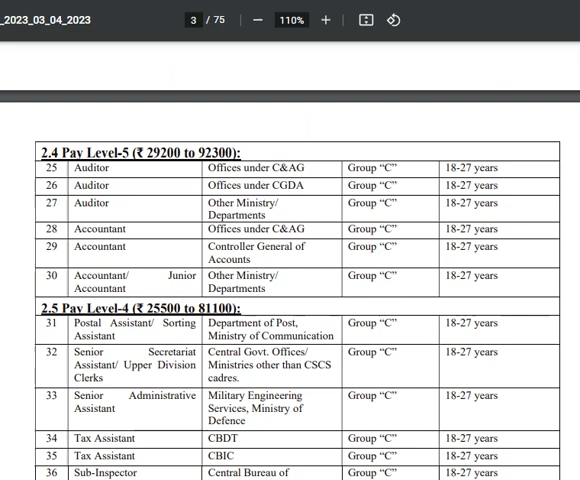 _2023_03_04_2023
3 / 75
110%
2.4 Pay Level-5 (₹ 29200 to 92300):
25 Auditor Offices under C&AG Group “C” 18-27 years
26 Auditor Offices under CGDA Group “C” 18-27 years
27 Auditor Other Ministry/ Group “C” 18-27 years
Departments
28 Accountant Offices under C&AG Group “C” 18-27 years
29 Accountant Controller General of Group “C” 18-27 years
Accounts
30 Accountant/ Junior Other Ministry/ Group “C” 18-27 years
Accountant Departments
2.5 Pay Level-4 (₹ 25500 to 81100):
31 Postal Assistant/ Sorting Department of Post, Group “C” 18-27 years
Assistant Ministry of Communication
32 Senior Secretariat Central Govt. Offices/ Group “C” 18-27 years
Assistant/ Upper Division Ministries other than CSCS
Clerks cadres.
33 Senior Administrative Military Engineering Group “C” 18-27 years
Assistant Services, Ministry of
Defence
34 Tax Assistant CBDT Group “C” 18-27 years
35 Tax Assistant CBIC Group “C” 18-27 years
36 Sub-Inspector Central Bureau of Group “C” 18-27 years